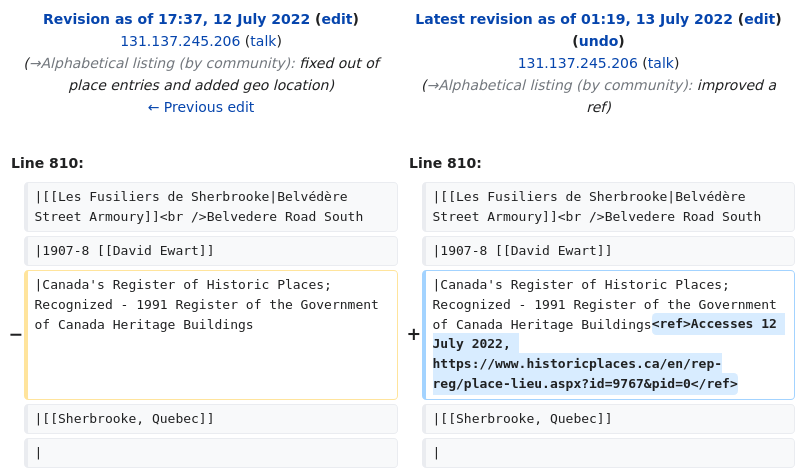 Revision as of 17:37, 12 July 2022 (edit)
131.137.245.206 (talk)
(→Alphabetical listing (by community): fixed out of
place entries and added geo location)
← Previous edit
Latest revision as of 01:19, 13 July 2022 (edit)
(undo)
131.137.245.206 (talk)
(→Alphabetical listing (by community): improved a
ref)
Line 810:
Line 810:
|[[Les Fusiliers de Sherbrooke|Belvédère
Street Armoury]]<br />Belvedere Road South
|[[Les Fusiliers de Sherbrooke|Belvédère
Street Armoury]]<br />Belvedere Road South
|1907-8 [[David Ewart]]
|1907-8 [[David Ewart]]
−
|Canada's Register of Historic Places;
Recognized - 1991 Register of the Government
of Canada Heritage Buildings
+
|Canada's Register of Historic Places;
Recognized - 1991 Register of the Government
of Canada Heritage Buildings<ref>Accesses 12
July 2022,
https://www.historicplaces.ca/en/rep-
reg/place-lieu.aspx?id=9767&pid=0</ref>
|[[Sherbrooke, Quebec]]
|[[Sherbrooke, Quebec]]
|
|